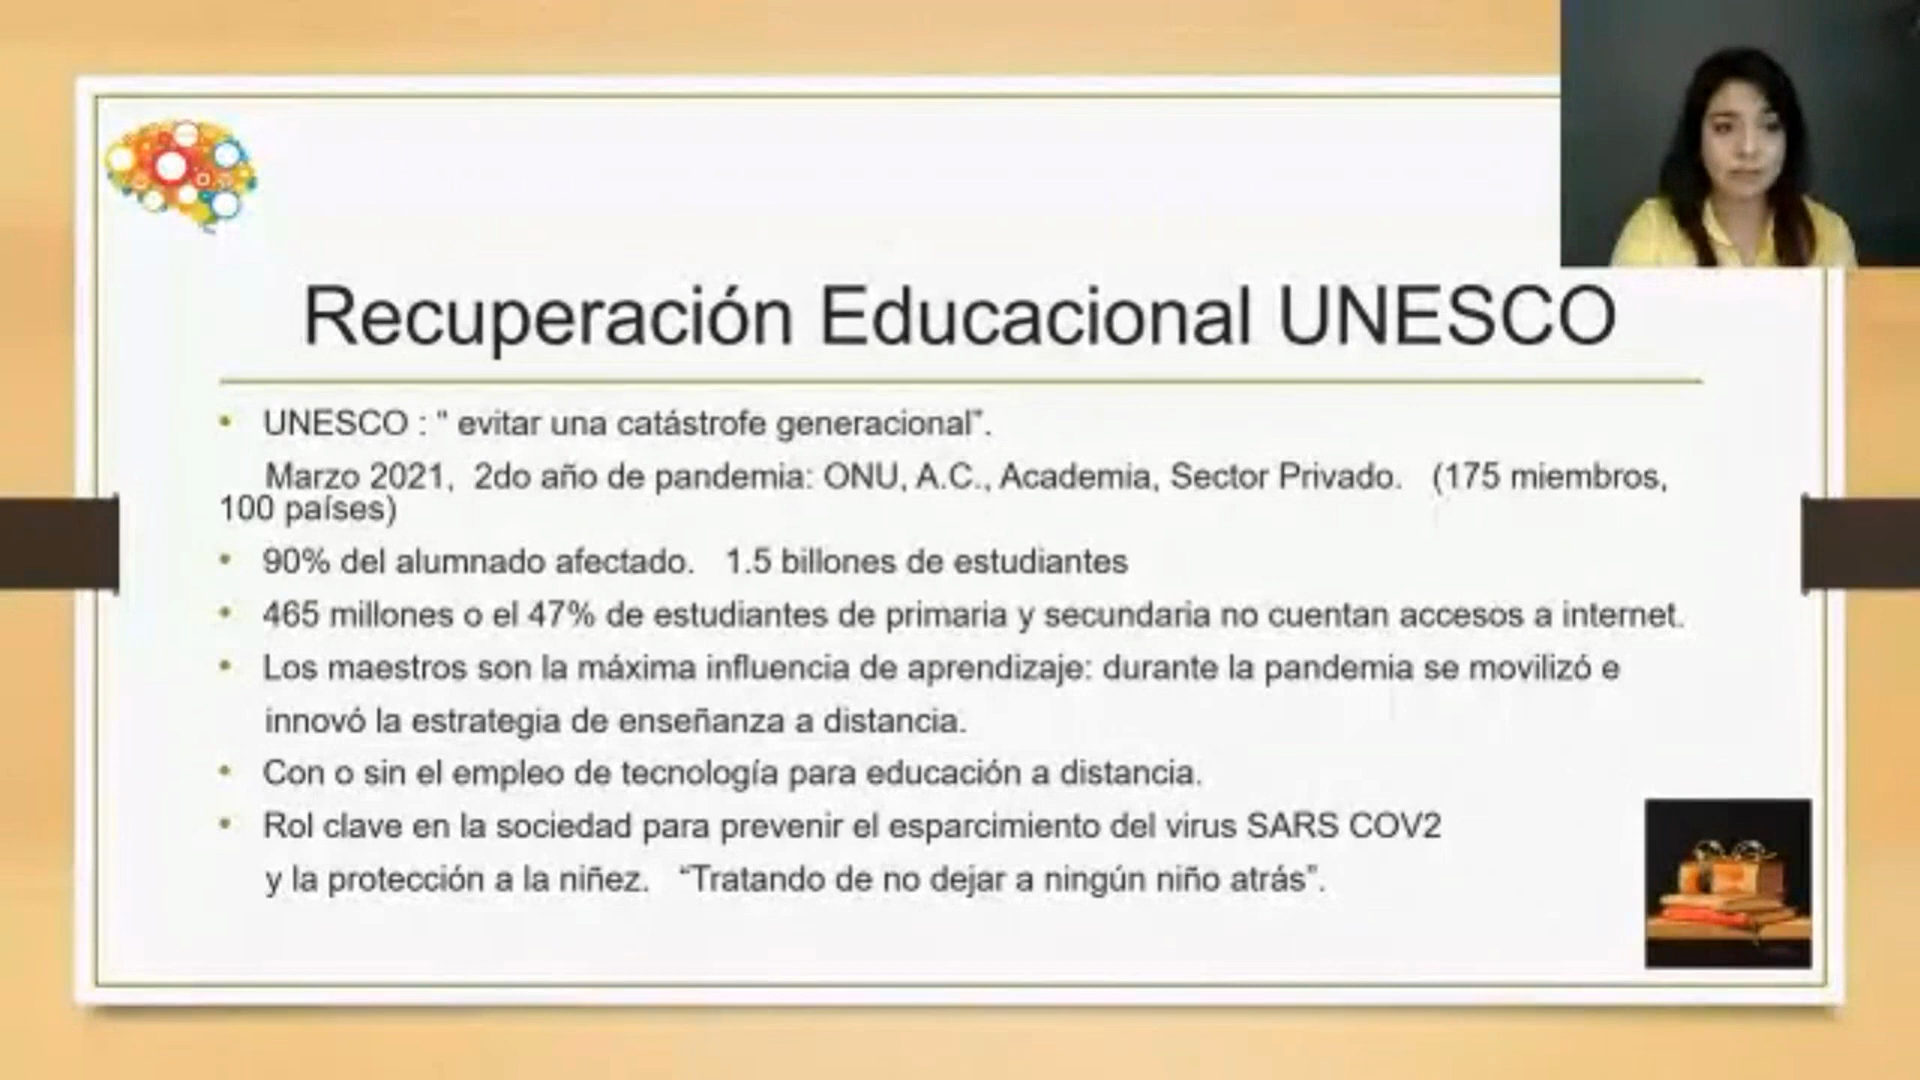 Recuperación Educacional UNESCO
• UNESCO : " evitar una catástrofe generacional”.
Marzo 2021, 2do año de pandemia: ONU, A.C., Academia, Sector Privado. (175 miembros,
100 países)
• 90% del alumnado afectado. 1.5 billones de estudiantes
• 465 millones o el 47% de estudiantes de primaria y secundaria no cuentan accesos a internet.
• Los maestros son la máxima influencia de aprendizaje: durante la pandemia se movilizó e
innovó la estrategia de enseñanza a distancia.
• Con o sin el empleo de tecnología para educación a distancia.
• Rol clave en la sociedad para prevenir el esparcimiento del virus SARS COV2
y la protección a la niñez. “Tratando de no dejar a ningún niño atrás”.